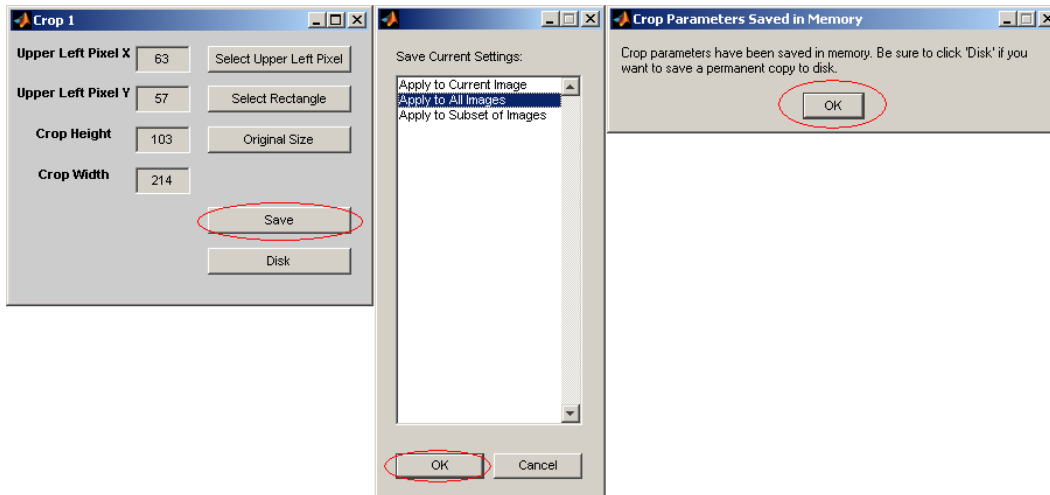 Crop 1
Upper Left Pixel X
63
Select Upper Left Pixel
Upper Left Pixel Y
57
Select Rectangle
Crop Height
103
Original Size
Crop Width
214
Save
Disk
Save Current Settings:
Apply to Current Image
Apply to All Images
Apply to Subset of Images
OK
Cancel
Crop Parameters Saved in Memory
Crop parameters have been saved in memory. Be sure to click 'Disk' if you
want to save a permanent copy to disk.
OK